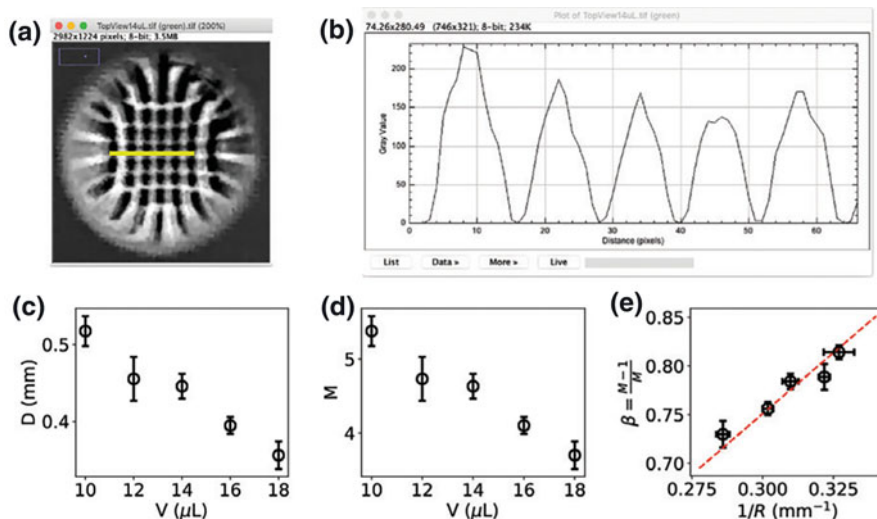 (a)
TopView14uL.tif (green).tif (200%)
2982x1224 pixels; 8-bit; 3.5MB
(b)
Plot of TopView14uL.tif (green)
74.26x280.49 (746x321); 8-bit; 234K
Gray Value
200
150
100
50
0
0 10 20 30 40 50 60
Distance (pixels)
List Data » More » Live
(c)
D (mm)
0.5
0.4
10 12 14 16 18
V (μL)
(d)
M
5
4
10 12 14 16 18
V (μL)
(e)
β = M − 1 / M
0.85
0.80
0.75
0.70
0.275 0.300 0.325
1/R (mm⁻¹)